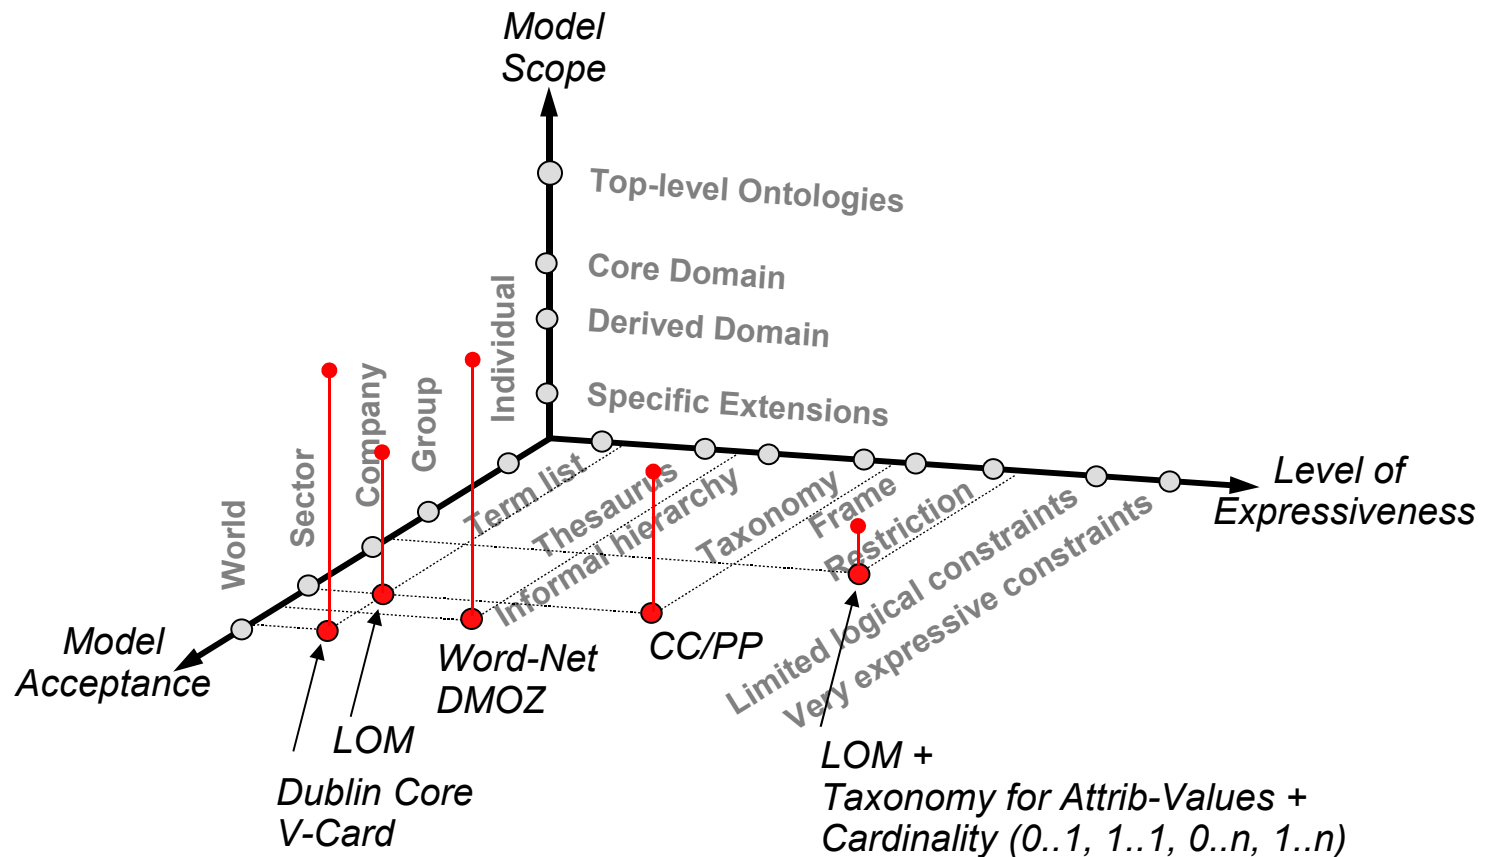 Model
Scope
Top-level Ontologies
Core Domain
Derived Domain
Specific Extensions
Individual
Group
Company
Sector
World
Term list
Thesaurus
Informal hierarchy
Taxonomy
Frame
Restriction
Limited logical constraints
Very expressive constraints
Level of
Expressiveness
Model
Acceptance
Word-Net
DMOZ
CC/PP
LOM
Dublin Core
V-Card
LOM +
Taxonomy for Attrib-Values +
Cardinality (0..1, 1..1, 0..n, 1..n)